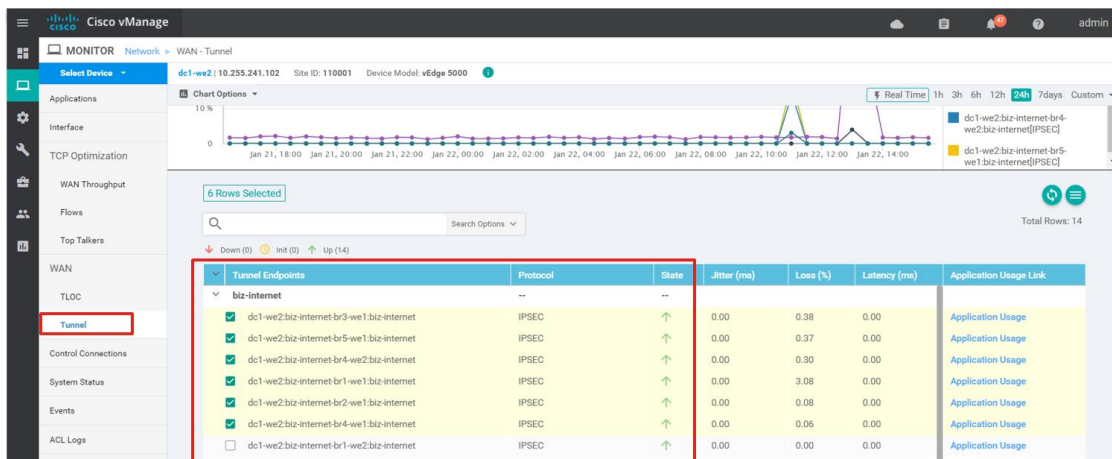 CISCO Cisco vManage
47
admin
MONITOR Network > WAN - Tunnel
Select Device
dc1-we2 | 10.255.241.102 Site ID: 110001 Device Model: vEdge 5000
Chart Options
Real Time 1h 3h 6h 12h 24h 7days Custom
10 %
0
Jan 21, 18:00 Jan 21, 20:00 Jan 21, 22:00 Jan 22, 00:00 Jan 22, 02:00 Jan 22, 04:00 Jan 22, 06:00 Jan 22, 08:00 Jan 22, 10:00 Jan 22, 12:00 Jan 22, 14:00
dc1-we2:biz-internet-br4-
we2:biz-internet[IPSEC]
dc1-we2:biz-internet-br5-
we1:biz-internet[IPSEC]
Applications
Interface
TCP Optimization
WAN Throughput
Flows
Top Talkers
WAN
TLOC
Tunnel
Control Connections
System Status
Events
ACL Logs
6 Rows Selected
Search Options
Total Rows: 14
Down (0) Init (0) Up (14)
Tunnel Endpoints Protocol State Jitter (ms) Loss (%) Latency (ms) Application Usage Link
biz-internet -- --
dc1-we2:biz-internet-br3-we1:biz-internet IPSEC 0.00 0.38 0.00 Application Usage
dc1-we2:biz-internet-br5-we1:biz-internet IPSEC 0.00 0.37 0.00 Application Usage
dc1-we2:biz-internet-br4-we2:biz-internet IPSEC 0.00 0.30 0.00 Application Usage
dc1-we2:biz-internet-br1-we1:biz-internet IPSEC 0.00 3.08 0.00 Application Usage
dc1-we2:biz-internet-br2-we1:biz-internet IPSEC 0.00 0.08 0.00 Application Usage
dc1-we2:biz-internet-br4-we1:biz-internet IPSEC 0.00 0.06 0.00 Application Usage
dc1-we2:biz-internet-br1-we2:biz-internet IPSEC 0.00 0.00 0.00 Application Usage